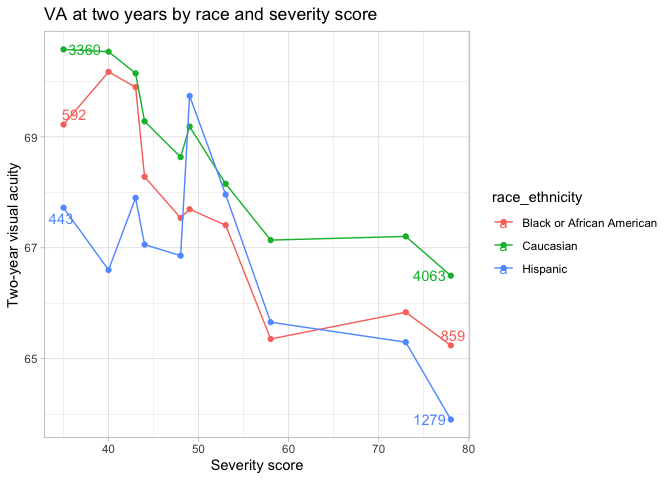 VA at two years by race and severity score
3360
592
443
4063
859
1279
69
67
65
40
50
60
70
80
Two-year visual acuity
Severity score
race_ethnicity
a Black or African American
a Caucasian
a Hispanic